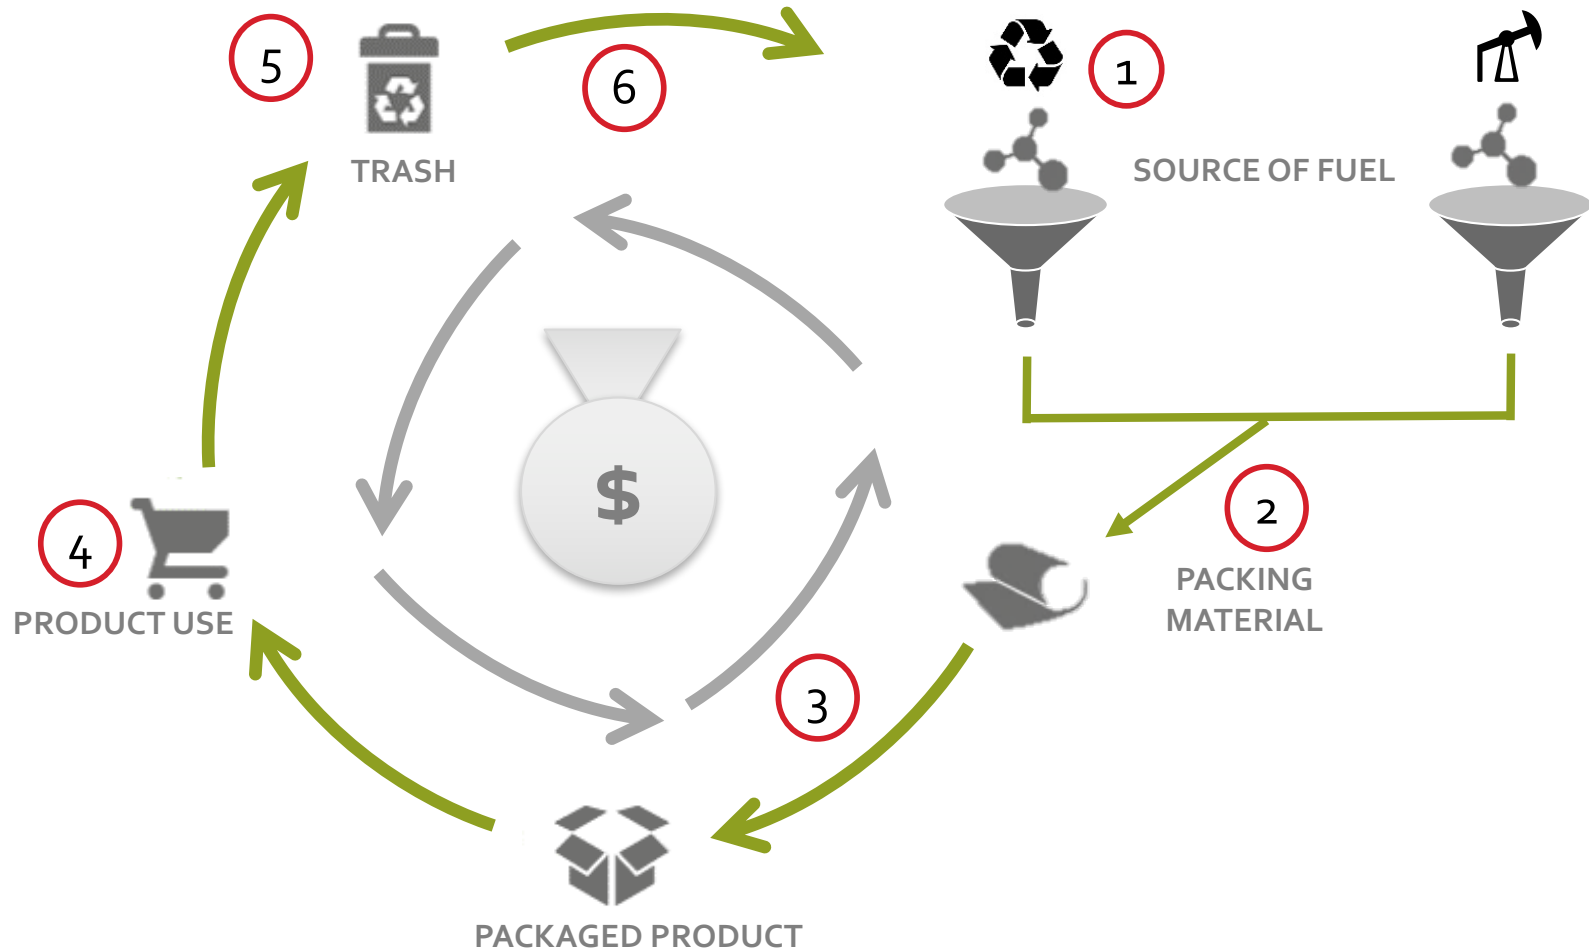 5
6
1
TRASH
SOURCE OF FUEL
$
4
2
PRODUCT USE
PACKING
MATERIAL
3
PACKAGED PRODUCT